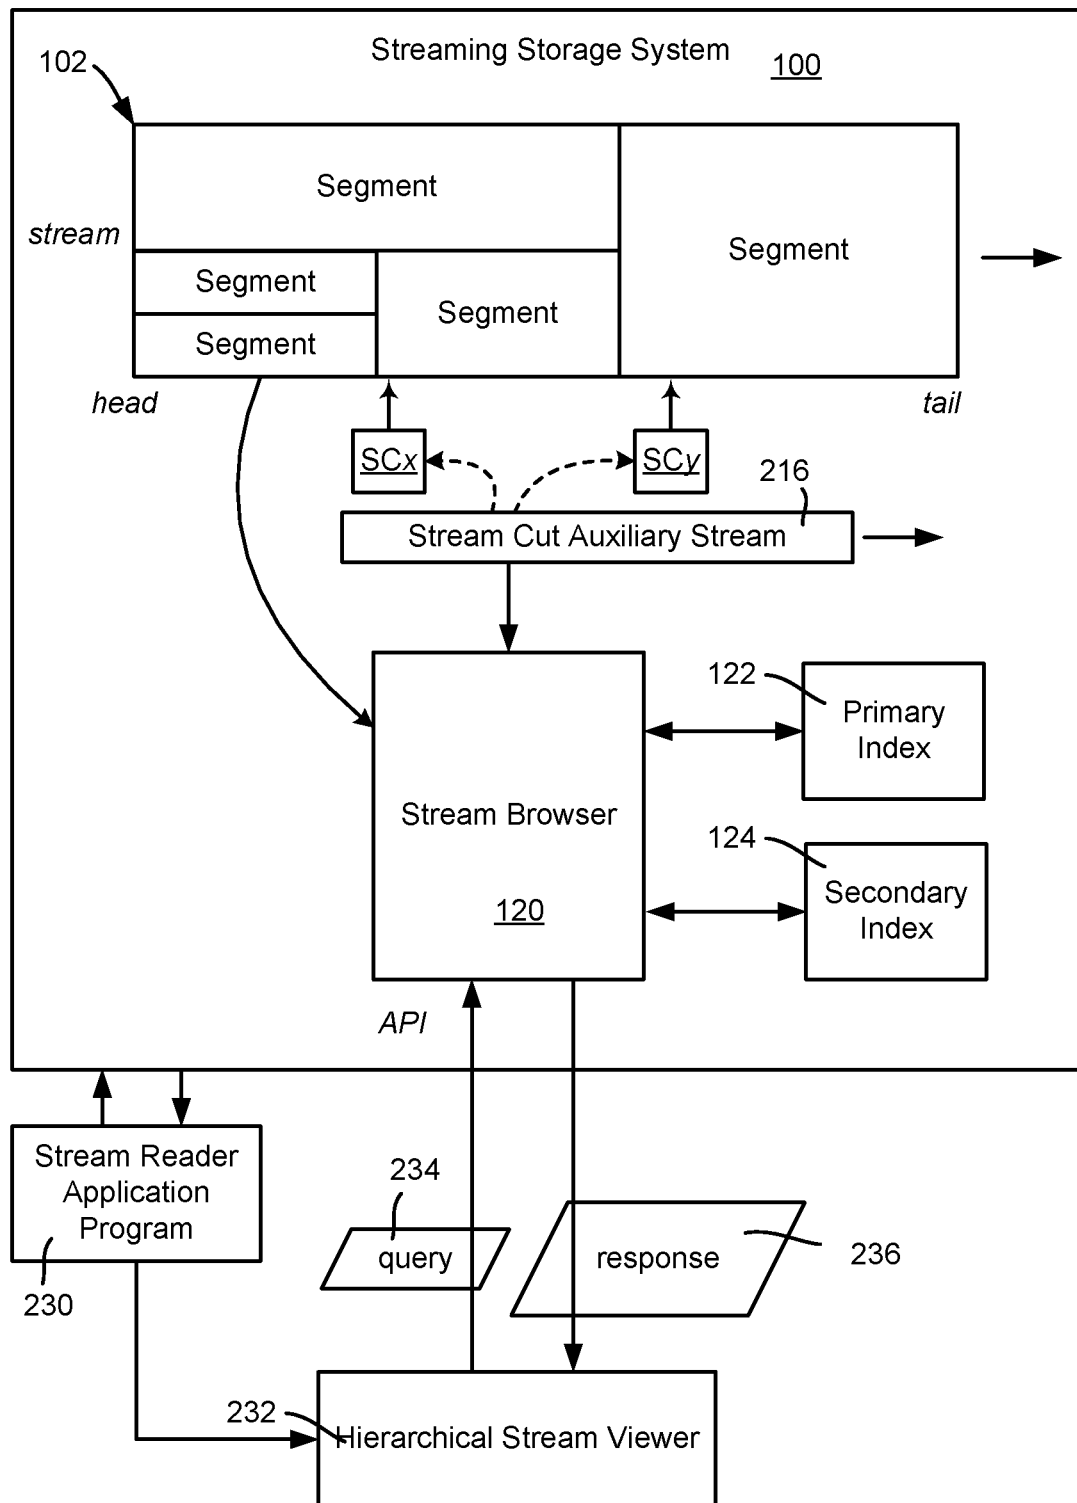 Streaming Storage System
100
102
Segment
stream
Segment
Segment
Segment
Segment
head
tail
SCx
SCy
216
Stream Cut Auxiliary Stream
122
Primary
Index
Stream Browser
120
124
Secondary
Index
API
Stream Reader
Application
Program
230
234
query
response
236
232
Hierarchical Stream Viewer